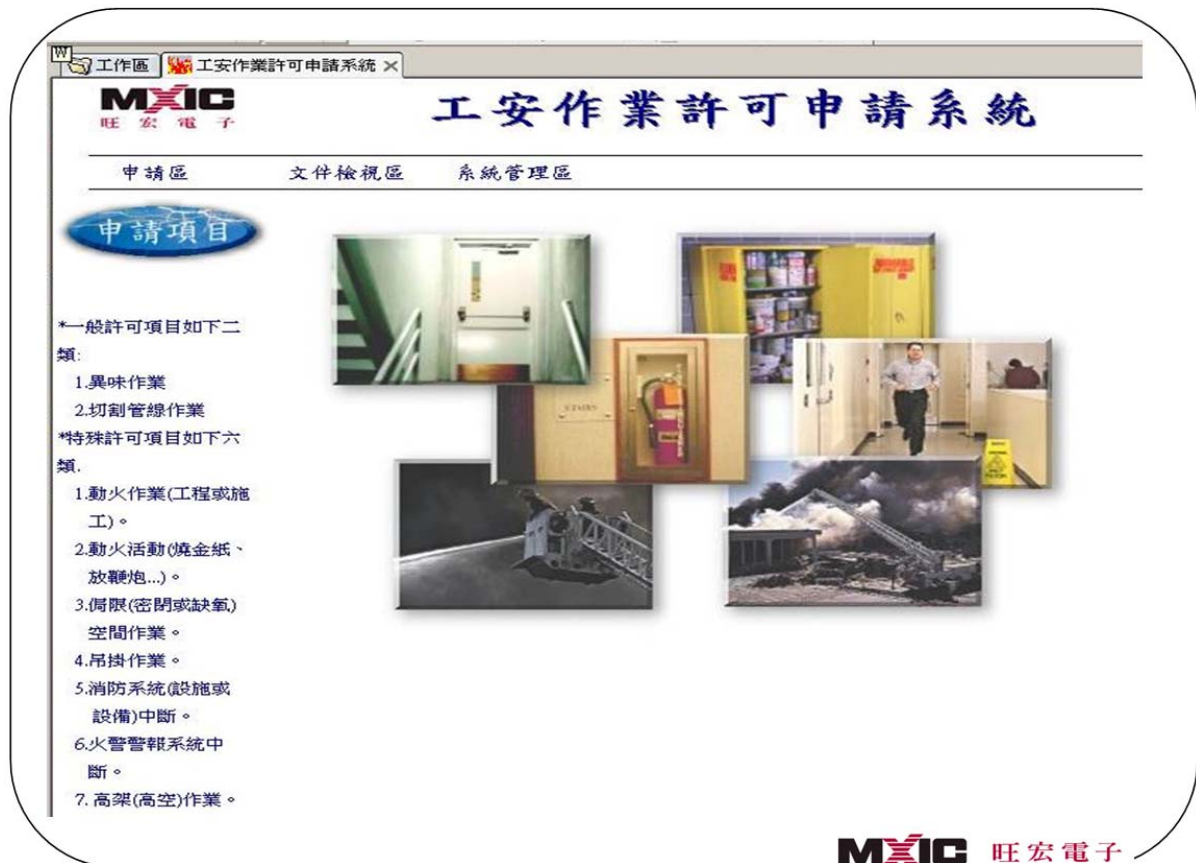 工作區 工安作業許可申請系統
MXIC
旺宏電子
工安作業許可申請系統
申請區 文件檢視區 系統管理區
申請項目
*一般許可項目如下二
類:
1.異味作業
2.切割管線作業
*特殊許可項目如下六
類.
1.動火作業(工程或施
工)。
2.動火活動(燒金紙、
放鞭炮...)。
3.侷限(密閉或缺氧)
空間作業。
4.吊掛作業。
5.消防系統(設施或
設備)中斷。
6.火警警報系統中
斷。
7. 高架(高空)作業。
STAIRS
MXIC 旺宏電子